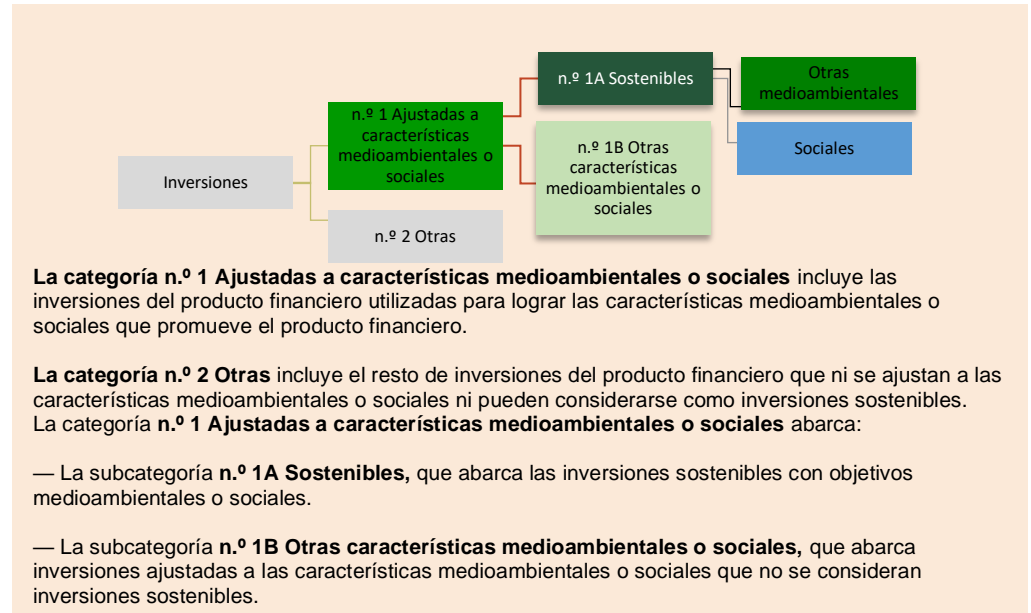 Inversiones
n.º 1 Ajustadas a
características
medioambientales o
sociales
n.º 2 Otras
n.º 1A Sostenibles
n.º 1B Otras
características
medioambientales o
sociales
Otras
medioambientales
Sociales
La categoría n.º 1 Ajustadas a características medioambientales o sociales incluye las
inversiones del producto financiero utilizadas para lograr las características medioambientales o
sociales que promueve el producto financiero.
La categoría n.º 2 Otras incluye el resto de inversiones del producto financiero que ni se ajustan a las
características medioambientales o sociales ni pueden considerarse como inversiones sostenibles.
La categoría n.º 1 Ajustadas a características medioambientales o sociales abarca:
— La subcategoría n.º 1A Sostenibles, que abarca las inversiones sostenibles con objetivos
medioambientales o sociales.
— La subcategoría n.º 1B Otras características medioambientales o sociales, que abarca
inversiones ajustadas a las características medioambientales o sociales que no se consideran
inversiones sostenibles.